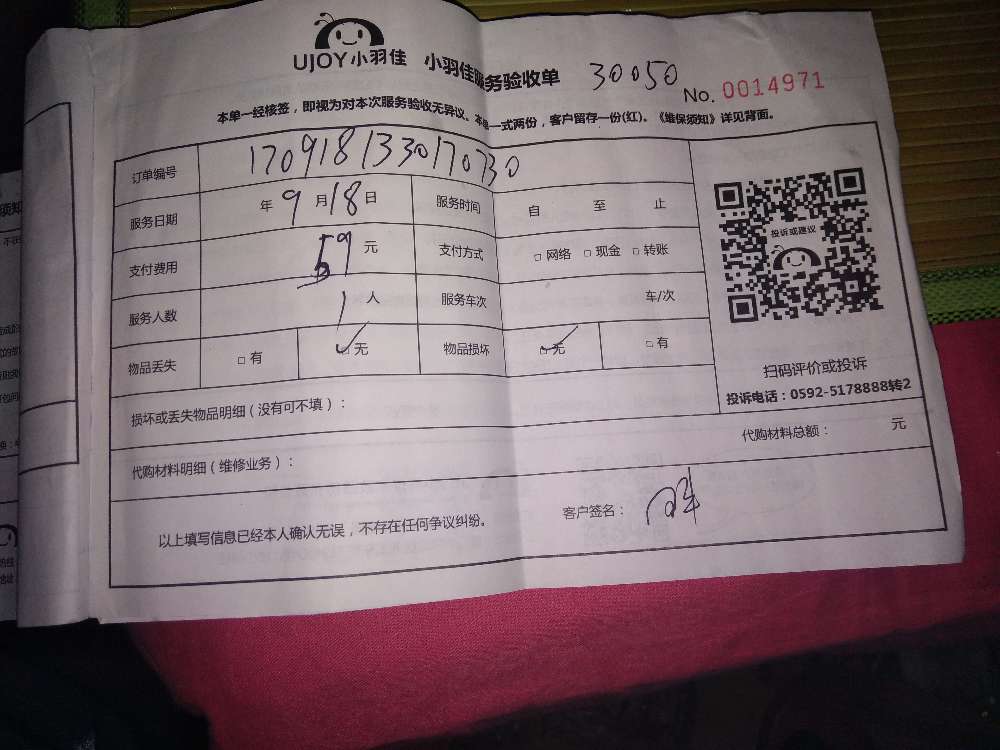 UJOY小羽佳 小羽佳服务验收单 30050 No. 0014971
本单一经核签，即视为对本次服务验收无异议。本单一式两份，客户留存一份(红)。《维保须知》详见背面。
订单编号 1709181330170730
服务日期 年 9月18日 服务时间 自 至 止
支付费用 59元 支付方式 □ 网络 □ 现金 □ 转账
服务人数 1人 服务车次 车/次
物品丢失 □ 有 ☑ 无 物品损坏 ☑ 无 □ 有
投诉或建议
扫码评价或投诉
投诉电话：0592-5178888转2
损坏或丢失物品明细（没有可不填）：
代购材料明细（维修业务）： 代购材料总额： 元
以上填写信息已经本人确认无误，不存在任何争议纠纷。 客户签名：